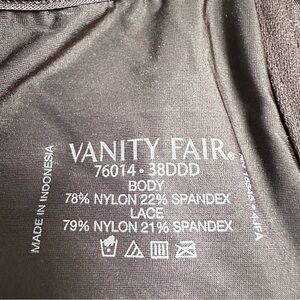 VANITY FAIR®
76014 • 38DDD
BODY
78% NYLON 22% SPANDEX
LACE
79% NYLON 21% SPANDEX
MADE IN INDONESIA